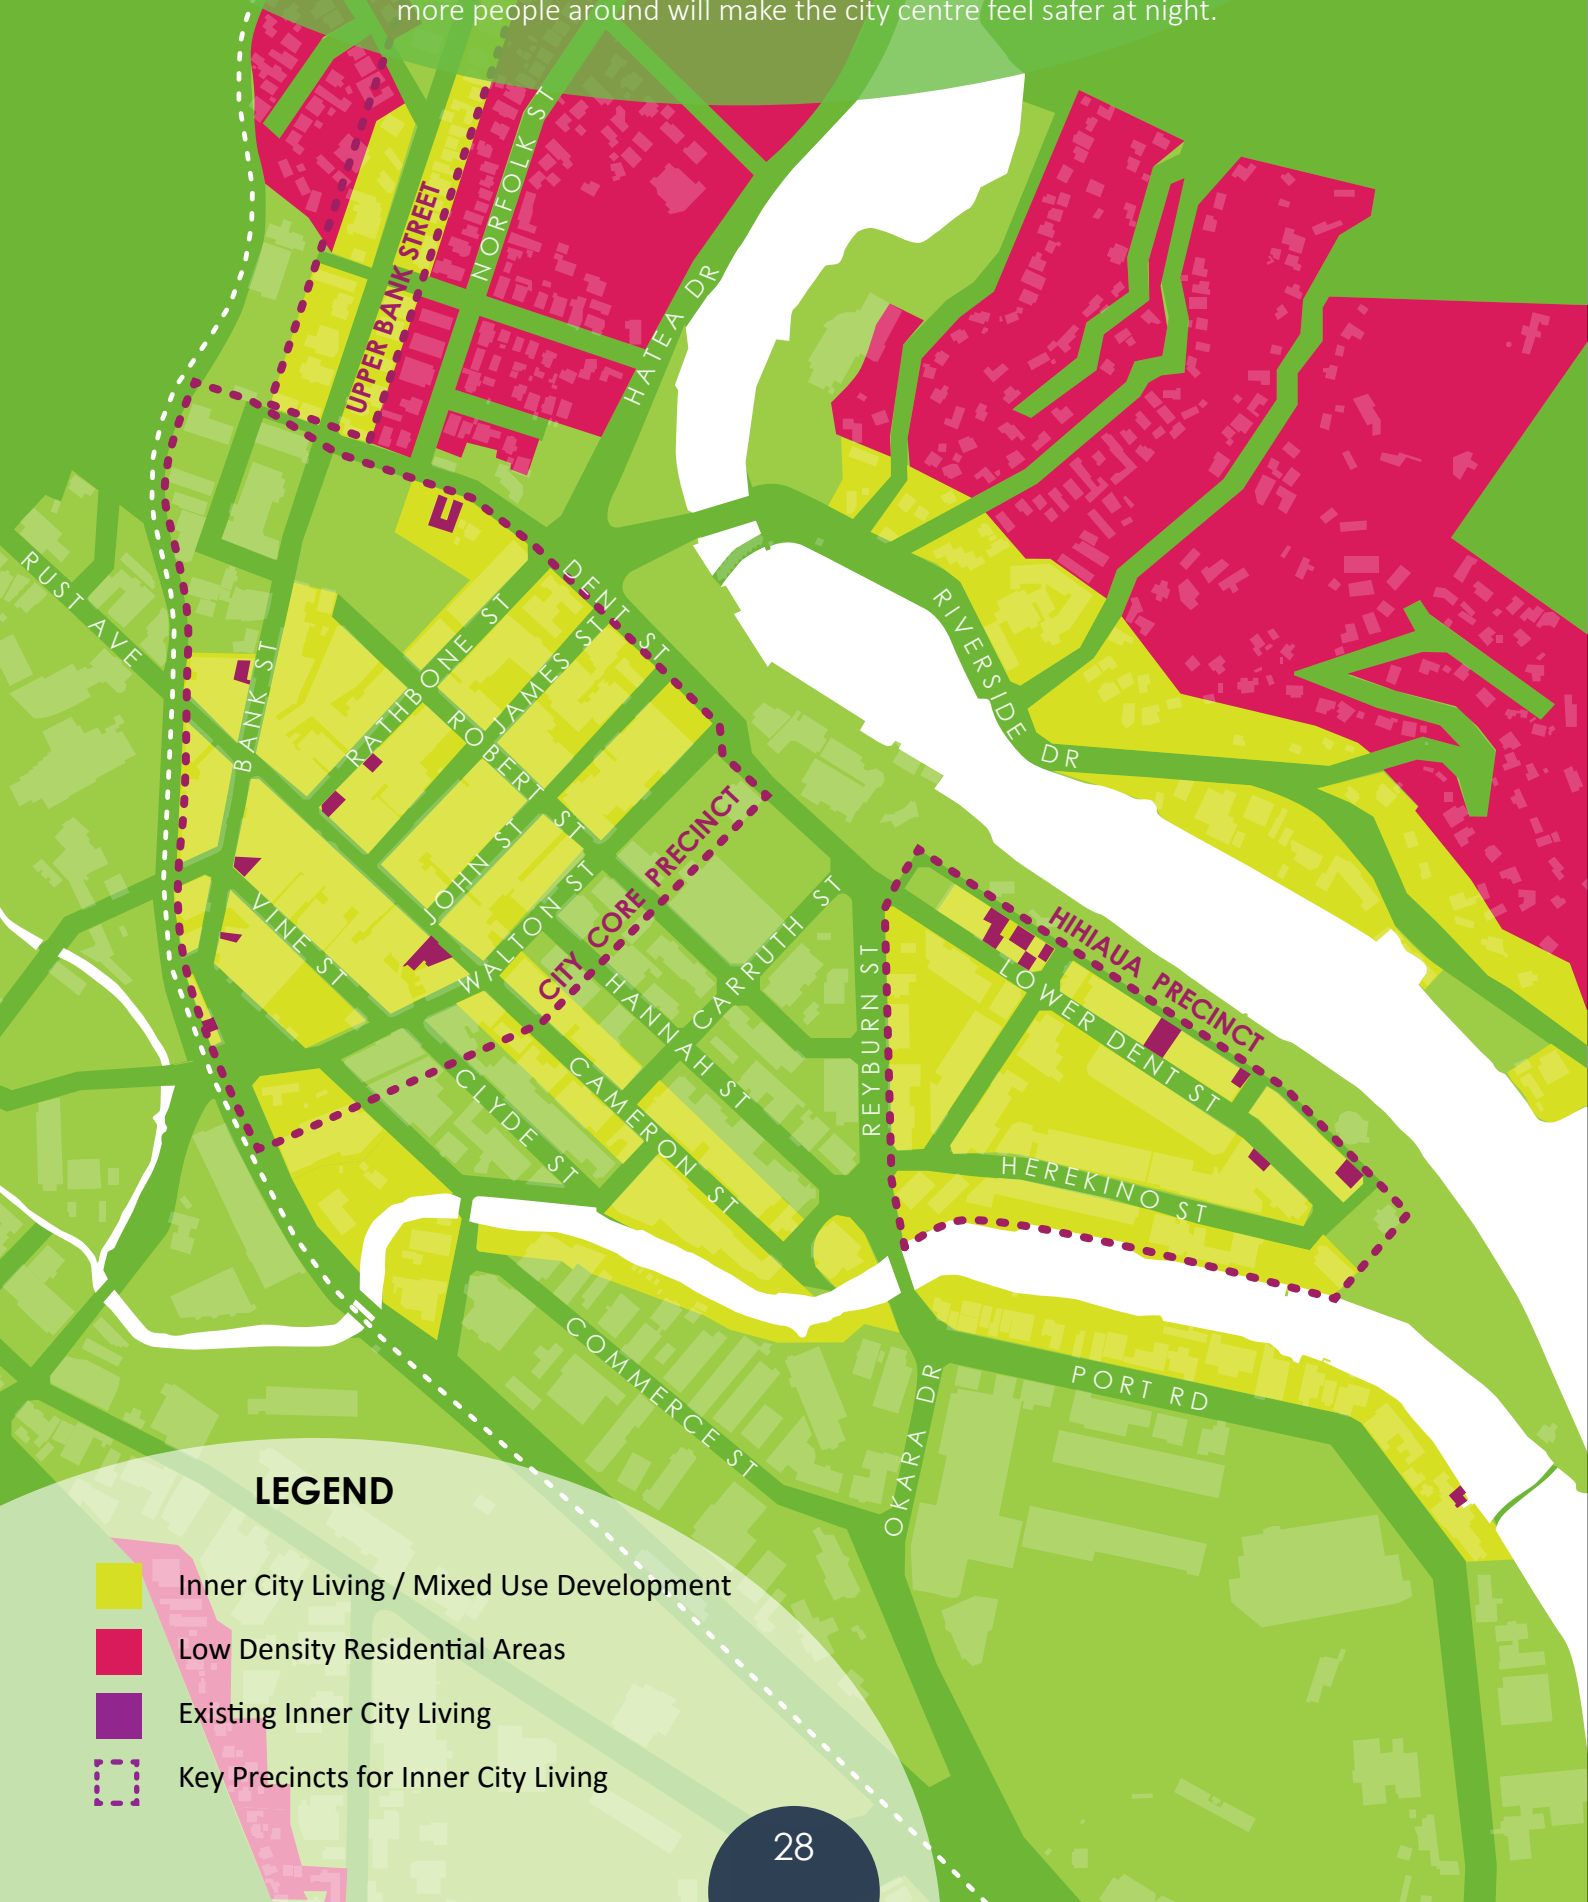 more people around will make the city centre feel safer at night.
NORFOLK ST
UPPER BANK STREET
HATEA DR
RUST AVE
DENT ST
RIVERSIDE DR
BANK ST
RATHBONE ST
JAMES ST
ROBERT ST
CITY CORE PRECINCT
JOHN ST
WALTON ST
VINE ST
CARRUTH ST
HANNAH ST
REYBURN ST
HIHIAUA PRECINCT
LOWER DENT ST
CAMERON ST
CLYDE ST
HEREKINO ST
COMMERCE ST
OKARA DR
PORT RD
LEGEND
Inner City Living / Mixed Use Development
Low Density Residential Areas
Existing Inner City Living
Key Precincts for Inner City Living
28